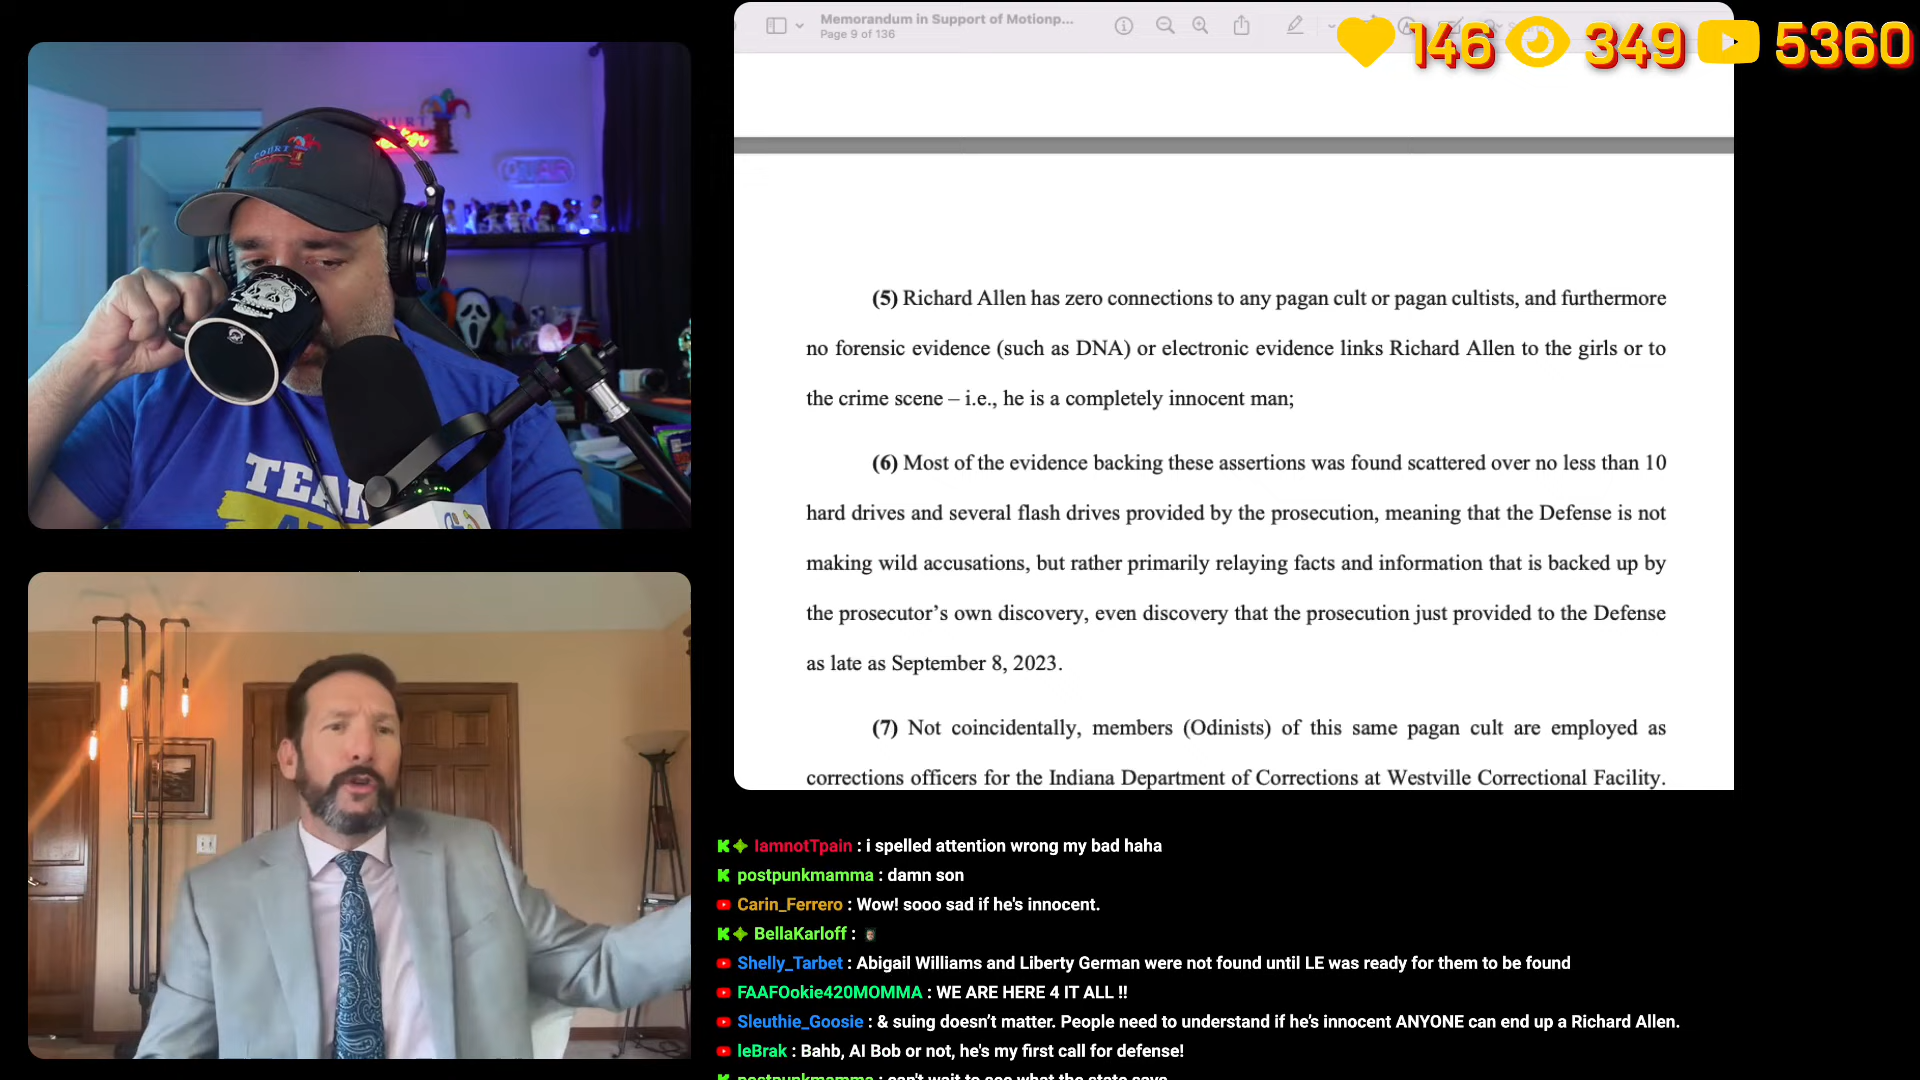 Memorandum in Support of Motionp...
Page 9 of 136
146
349
5360
COURT
TEAM
(5) Richard Allen has zero connections to any pagan cult or pagan cultists, and furthermore
no forensic evidence (such as DNA) or electronic evidence links Richard Allen to the girls or to
the crime scene – i.e., he is a completely innocent man;
(6) Most of the evidence backing these assertions was found scattered over no less than 10
hard drives and several flash drives provided by the prosecution, meaning that the Defense is not
making wild accusations, but rather primarily relaying facts and information that is backed up by
the prosecutor’s own discovery, even discovery that the prosecution just provided to the Defense
as late as September 8, 2023.
(7) Not coincidentally, members (Odinists) of this same pagan cult are employed as
corrections officers for the Indiana Department of Corrections at Westville Correctional Facility.
IamnotTpain : i spelled attention wrong my bad haha
postpunkmamma : damn son
Carin_Ferrero : Wow! sooo sad if he's innocent.
BellaKarloff :
Shelly_Tarbet : Abigail Williams and Liberty German were not found until LE was ready for them to be found
FAAFOokie420MOMMA : WE ARE HERE 4 IT ALL !!
Sleuthie_Goosie : & suing doesn’t matter. People need to understand if he’s innocent ANYONE can end up a Richard Allen.
leBrak : Bahb, AI Bob or not, he's my first call for defense!
postpunkmamma : can't wait to see what the state says